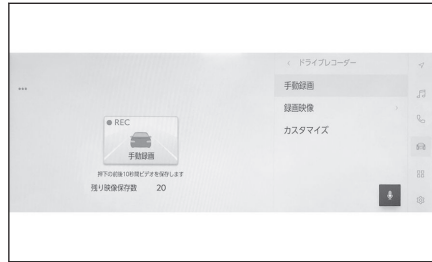 ドライブレコーダー
手動録画
録画映像
カスタマイズ
REC
手動録画
押下の前後10秒間ビデオを保存します
残り映像保存数 20